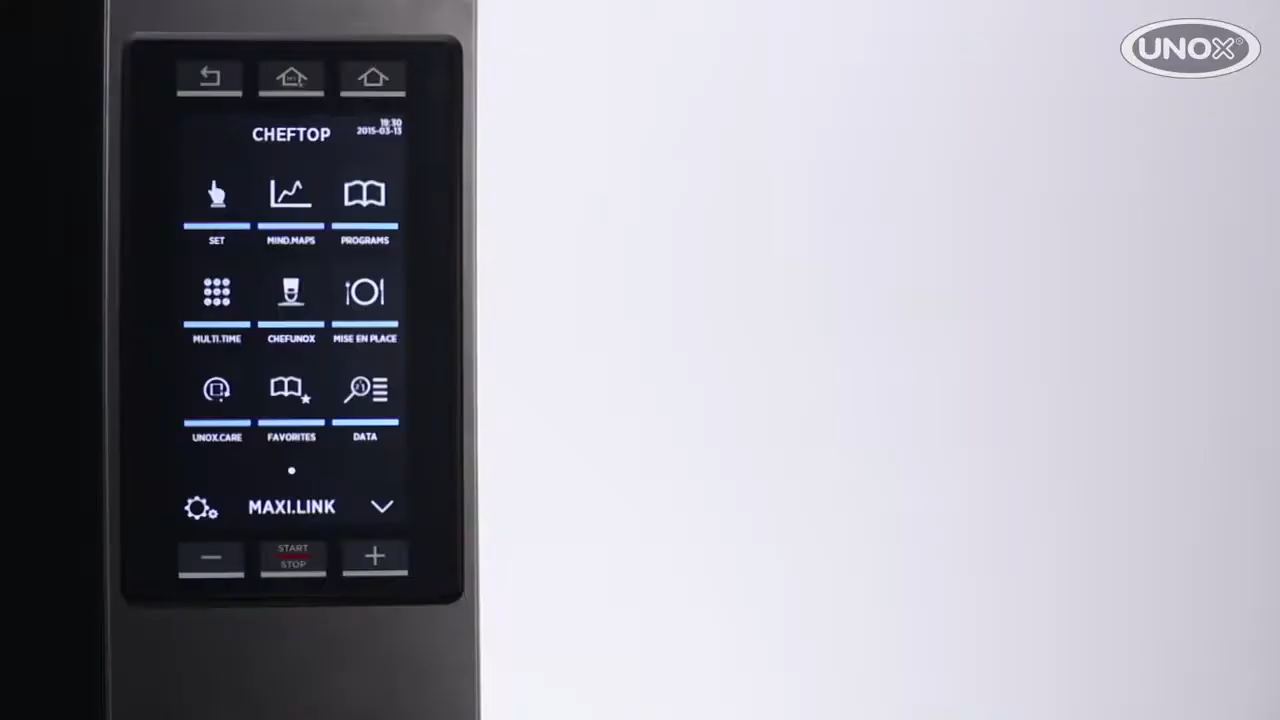 UNOX®
19:30
CHEFTOP
2015-03-13
SET
MIND.MAPS
PROGRAMS
MULTI.TIME
CHEFUNOX
MISE EN PLACE
UNOX.CARE
FAVORITES
DATA
MAXI.LINK
START
STOP